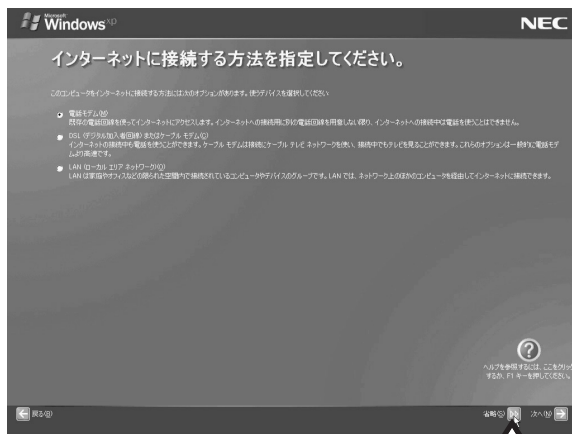 Microsoft
Windows xp
NEC
インターネットに接続する方法を指定してください。
このコンピュータをインターネットに接続する方法には次のオプションがあります。使うデバイスを選択してください
電話モデム(M)
既存の電話回線を使ってインターネットにアクセスします。インターネットへの接続用に別の電話回線を用意しない限り、インターネットへの接続中は電話を使うことはできません。
DSL (デジタル加入者回線) またはケーブル モデム(C)
インターネットの接続中も電話を使うことができます。ケーブル モデムは接続にケーブル テレビ ネットワークを使い、接続中でもテレビを見ることができます。これらのオプションは一般的に電話モデ
ムより高速です。
LAN (ローカル エリア ネットワーク)(O)
LAN は家庭やオフィスなどの限られた空間内で接続されているコンピュータやデバイスのグループです。LAN では、ネットワーク上のほかのコンピュータを経由してインターネットに接続できます。
?
ヘルプを参照するには、ここをクリック
するか、F1 キーを押してください。
戻る(B)
省略(S)
次へ(N)